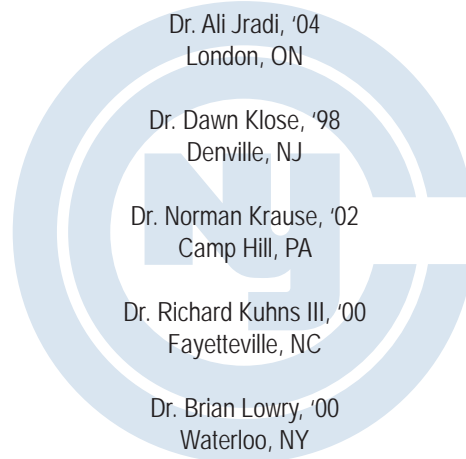 Dr. Ali Jradi, ‘04
London, ON
Dr. Dawn Klose, ‘98
Denville, NJ
Dr. Norman Krause, ‘02
Camp Hill, PA
Dr. Richard Kuhns III, ‘00
Fayetteville, NC
Dr. Brian Lowry, ‘00
Waterloo, NY